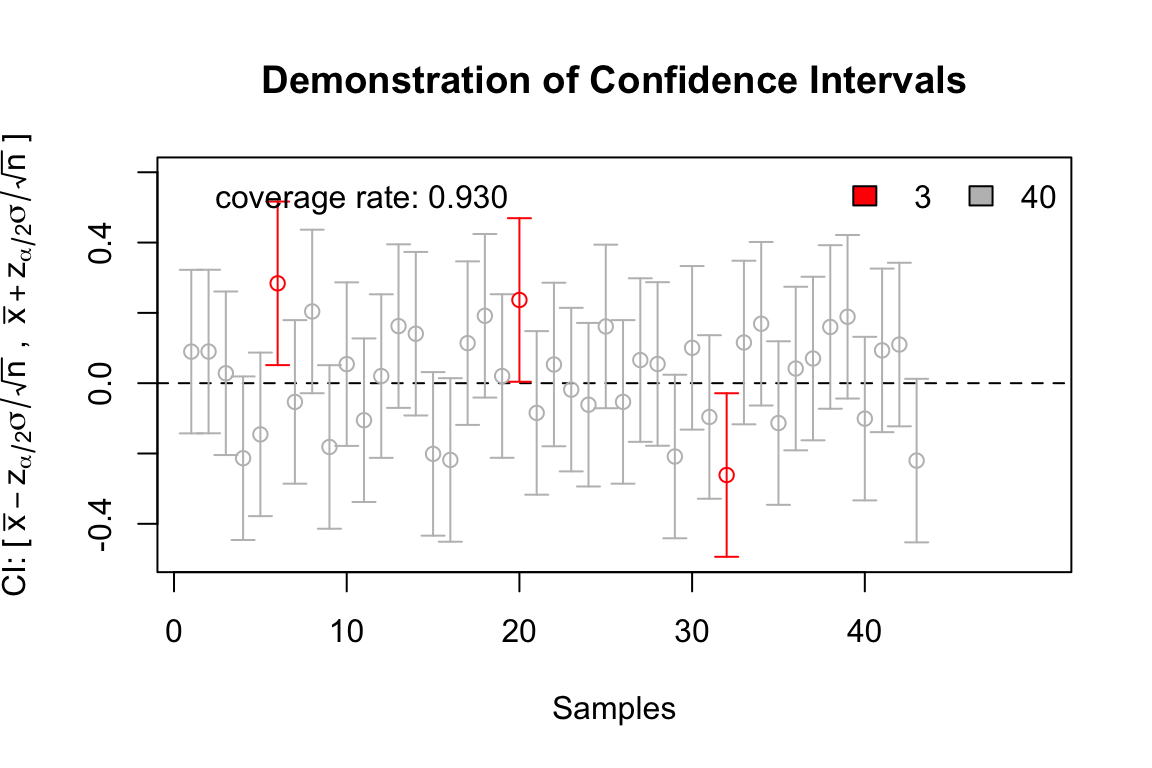 Demonstration of Confidence Intervals
coverage rate: 0.930
3 40
CI: [ x̅ − zα/2σ/√n , x̅ + zα/2σ/√n ]
0.4
0.0
-0.4
0 10 20 30 40
Samples